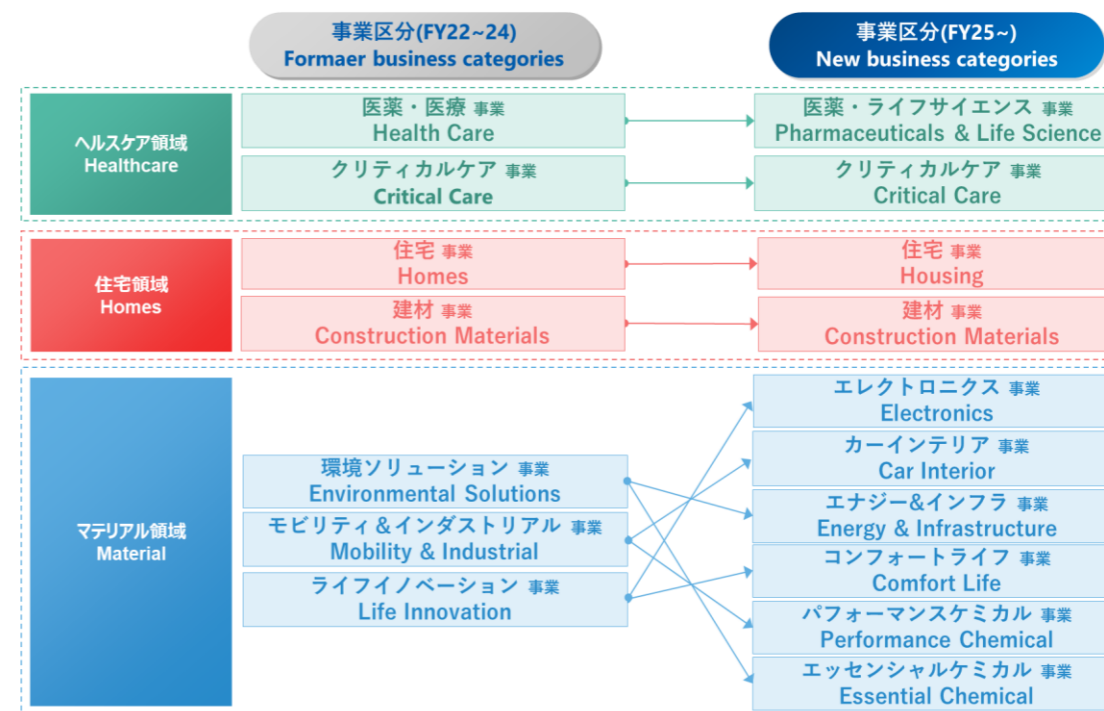 事業区分(FY22~24)
Formaer business categories
事業区分(FY25~)
New business categories
ヘルスケア領域
Healthcare
医薬・医療 事業
Health Care
医薬・ライフサイエンス 事業
Pharmaceuticals & Life Science
クリティカルケア 事業
Critical Care
クリティカルケア 事業
Critical Care
住宅領域
Homes
住宅 事業
Homes
住宅 事業
Housing
建材 事業
Construction Materials
建材 事業
Construction Materials
マテリアル領域
Material
環境ソリューション 事業
Environmental Solutions
モビリティ＆インダストリアル 事業
Mobility & Industrial
ライフイノベーション 事業
Life Innovation
エレクトロニクス 事業
Electronics
カーインテリア 事業
Car Interior
エナジー&インフラ 事業
Energy & Infrastructure
コンフォートライフ 事業
Comfort Life
パフォーマンスケミカル 事業
Performance Chemical
エッセンシャルケミカル 事業
Essential Chemical